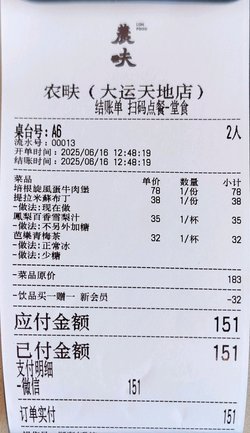 農昳
LION FOOD
农昳（大运天地店）
结账单 扫码点餐-堂食
桌台号：A6 2人
流水号：00013
开单时间：2025/06/16 12:48:19
结账时间：2025/06/16 12:48:19
菜品 单价 数量 小计
培根旋風蛋牛肉堡 78 1/份 78
提拉米蘇布丁 38 1/份 38
-做法：现在做
鳳梨百香雪梨汁 35 1/杯 35
-做法：不另外加糖
芭樂青梅茶 32 1/杯 32
-做法：正常冰
-做法：少糖
-菜品原价 183
-饮品买一赠一 新会员 -32
应付金额 151
已付金额 151
支付明细
-微信 151
订单实付 151